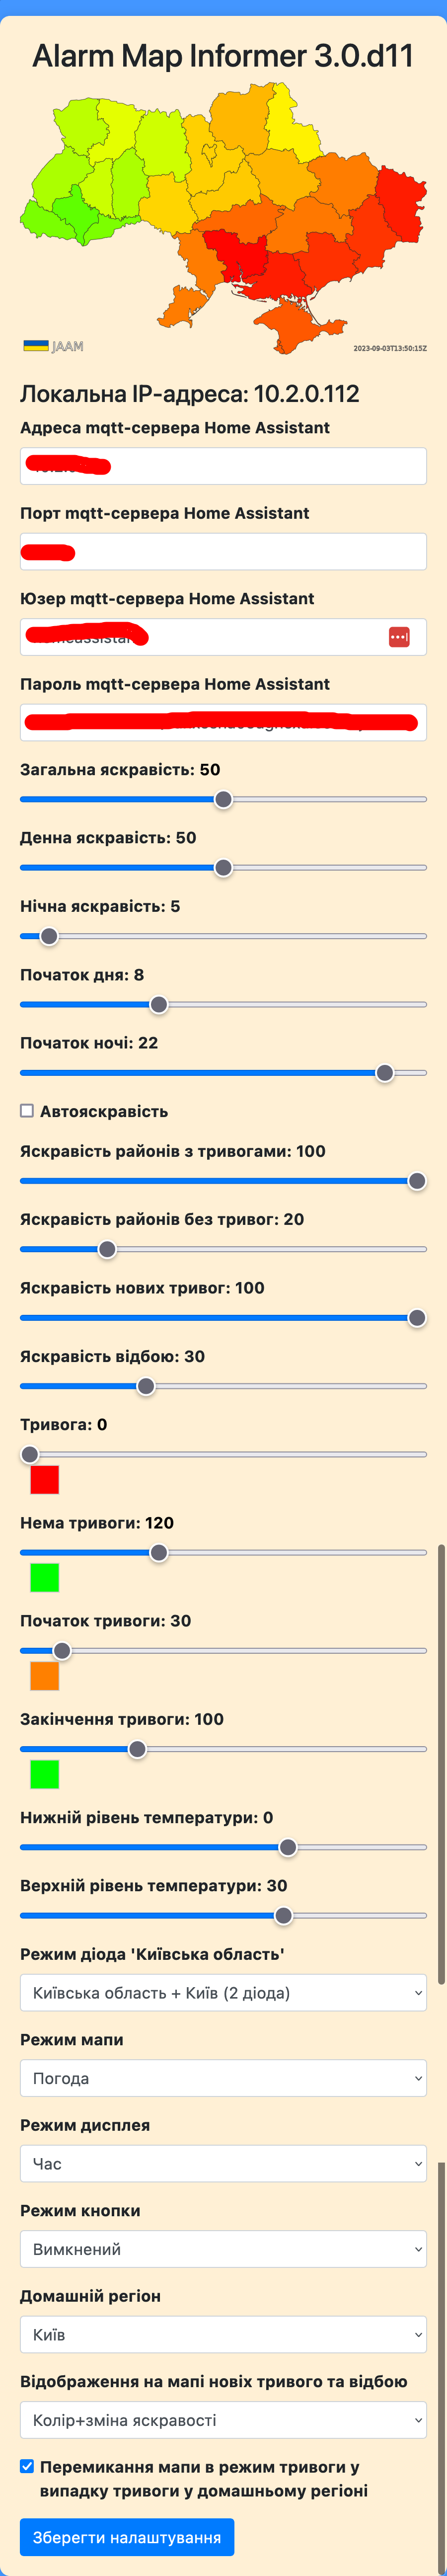 Alarm Map Informer 3.0.d11
JAAM
2023-09-03T13:50:15Z
Локальна IP-адреса: 10.2.0.112
Адреса mqtt-сервера Home Assistant
Порт mqtt-сервера Home Assistant
Юзер mqtt-сервера Home Assistant
Пароль mqtt-сервера Home Assistant
Загальна яскравість: 50
Денна яскравість: 50
Нічна яскравість: 5
Початок дня: 8
Початок ночі: 22
Автояскравість
Яскравість районів з тривогами: 100
Яскравість районів без тривог: 20
Яскравість нових тривог: 100
Яскравість відбою: 30
Тривога: 0
Нема тривоги: 120
Початок тривоги: 30
Закінчення тривоги: 100
Нижній рівень температури: 0
Верхній рівень температури: 30
Режим діода 'Київська область'
Київська область + Київ (2 діода)
Режим мапи
Погода
Режим дисплея
Час
Режим кнопки
Вимкнений
Домашній регіон
Київ
Відображення на мапі новіх тривого та відбою
Колір+зміна яскравості
Перемикання мапи в режим тривоги у
випадку тривоги у домашньому регіоні
Зберегти налаштування